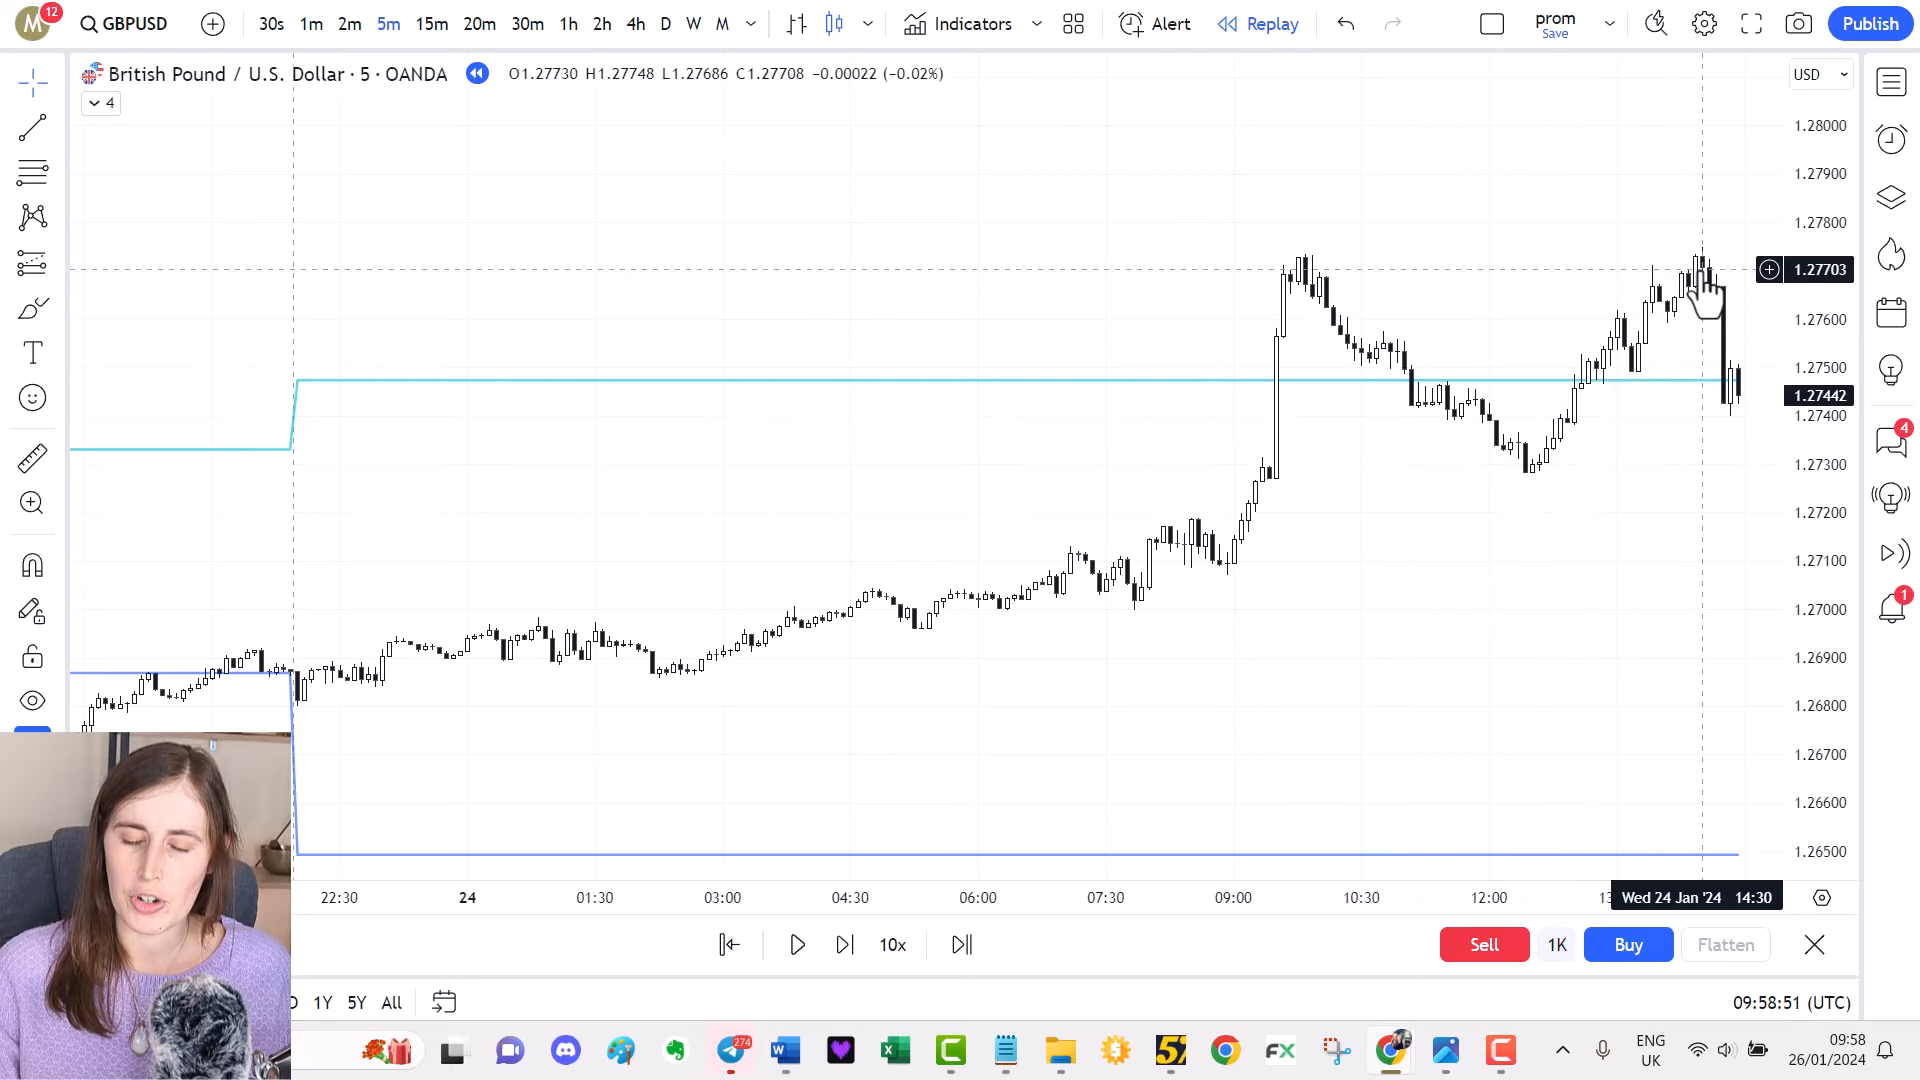 M 12 GBPUSD 30s 1m 2m 5m 15m 20m 30m 1h 2h 4h D W M Indicators Alert Replay prom Save Publish
British Pound / U.S. Dollar · 5 · OANDA O1.27730 H1.27748 L1.27686 C1.27708 −0.00022 (−0.02%) USD
4
1.28000
1.27900
1.27800
1.27703
1.27600
1.27500
1.27442
1.27400
1.27300
1.27200
1.27100
1.27000
1.26900
1.26800
1.26700
1.26600
1.26500
22:30 24 01:30 03:00 04:30 06:00 07:30 09:00 10:30 12:00 Wed 24 Jan '24 14:30
10x Sell 1K Buy Flatten
1Y 5Y All 09:58:51 (UTC)
4
1
274
W
FX
ENG
UK
09:58
26/01/2024